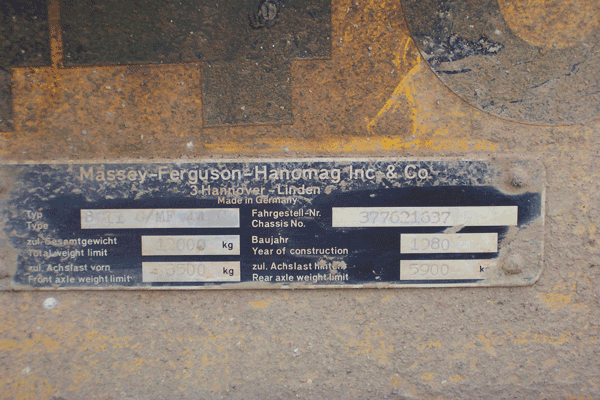 Massey-Ferguson-Hanomag Inc. & Co.
3 Hannover - Linden
Made in Germany
Typ
Type
Fahrgestell-Nr.
Chassis No.
377621637
zul. Gesamtgewicht
Total weight limit
12000 kg
Baujahr
Year of construction
1980
zul. Achslast vorn
Front axle weight limit
kg
zul. Achslast hinten
Rear axle weight limit
5900